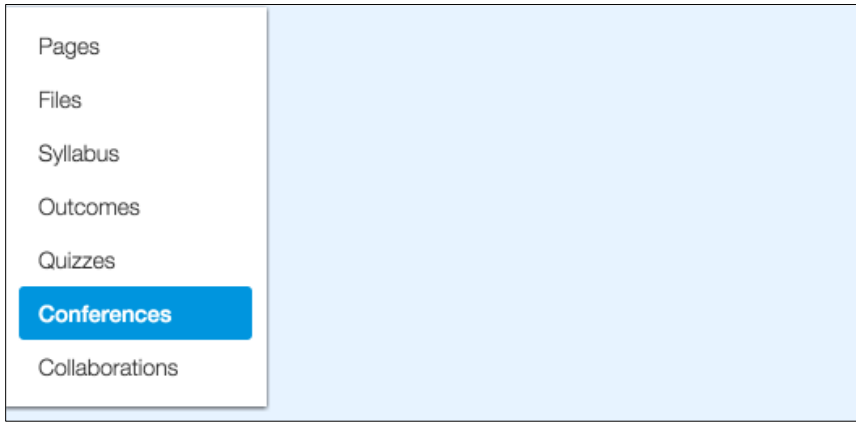 Pages
Files
Syllabus
Outcomes
Quizzes
Conferences
Collaborations